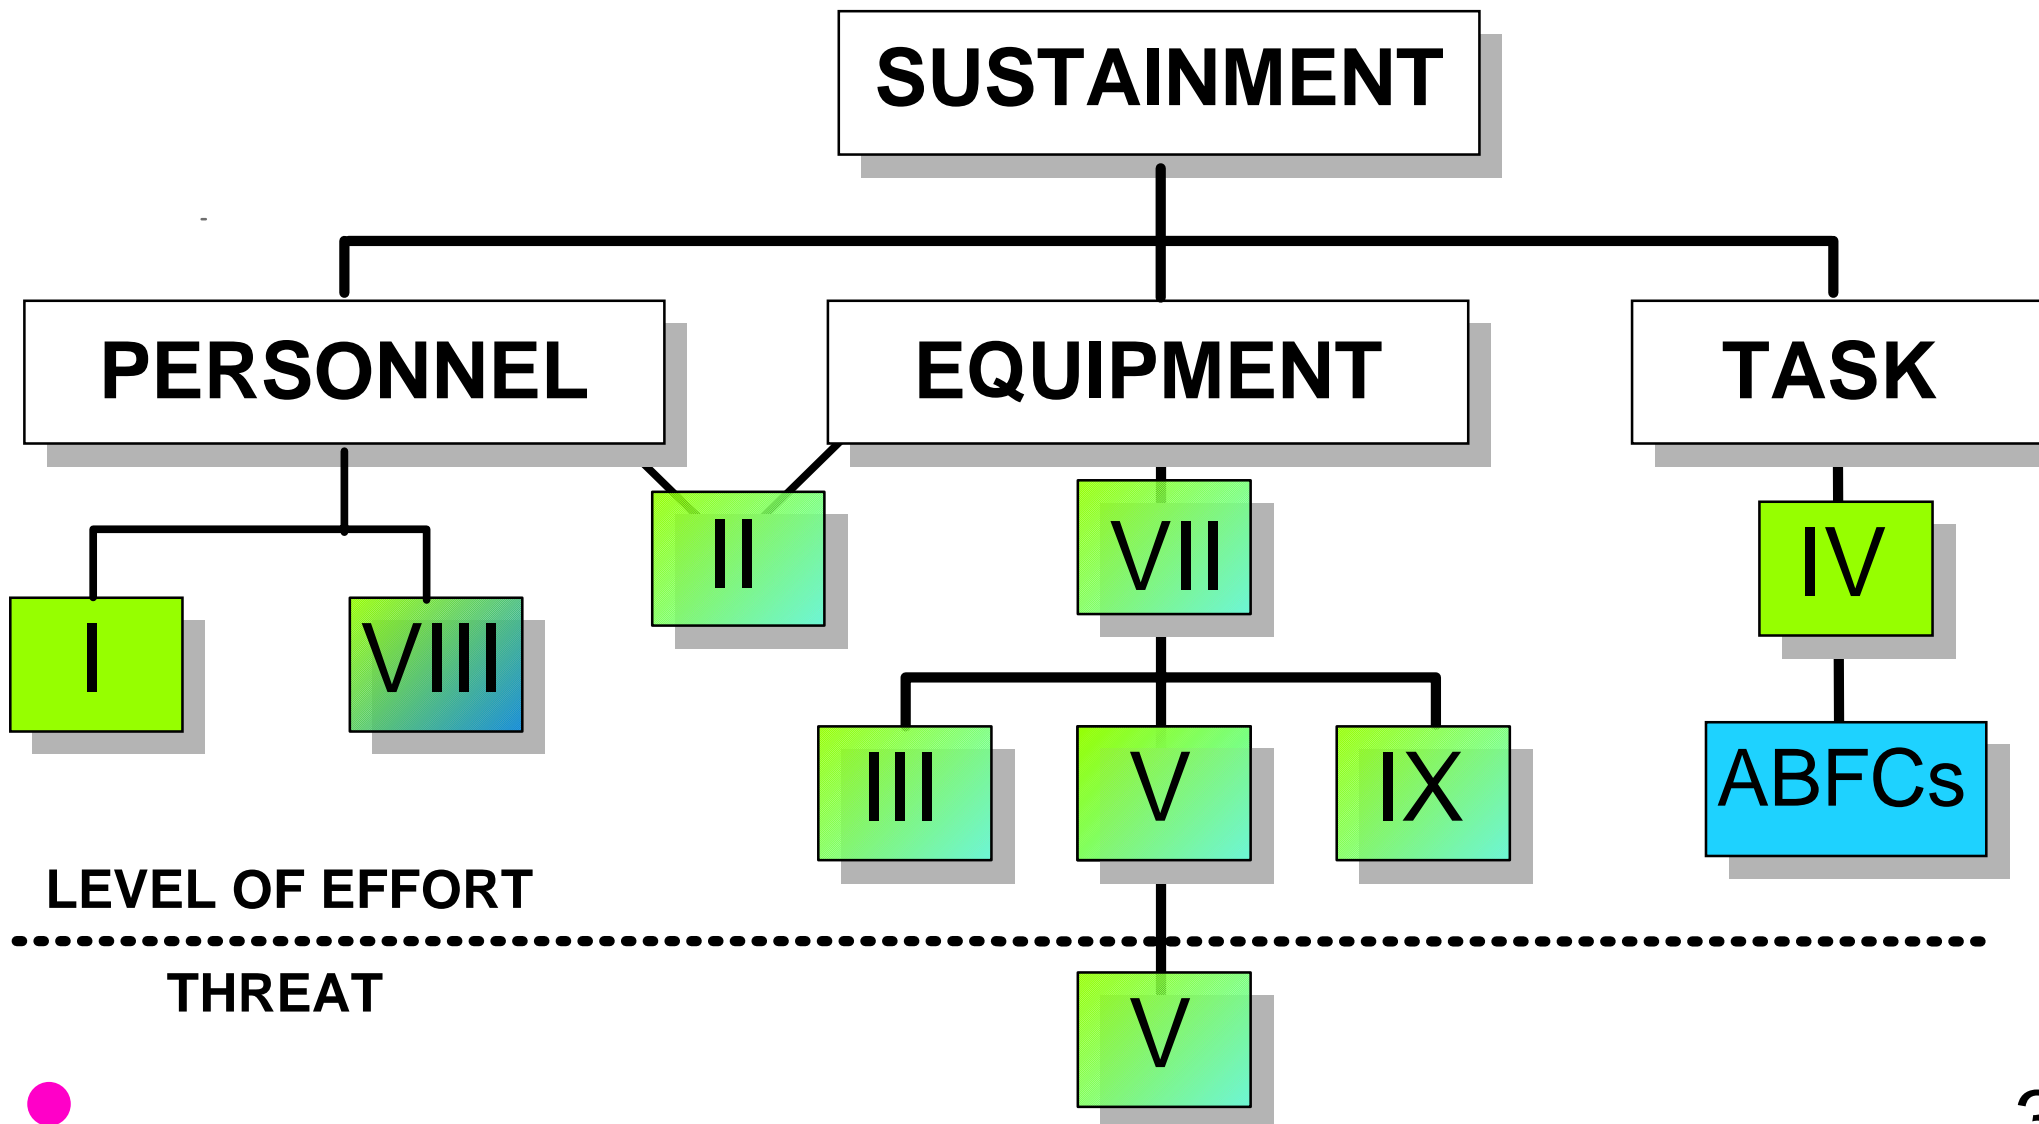 SUSTAINMENT
PERSONNEL
EQUIPMENT
TASK
II
VII
IV
I
VIII
III
V
IX
ABFCs
LEVEL OF EFFORT
THREAT
V